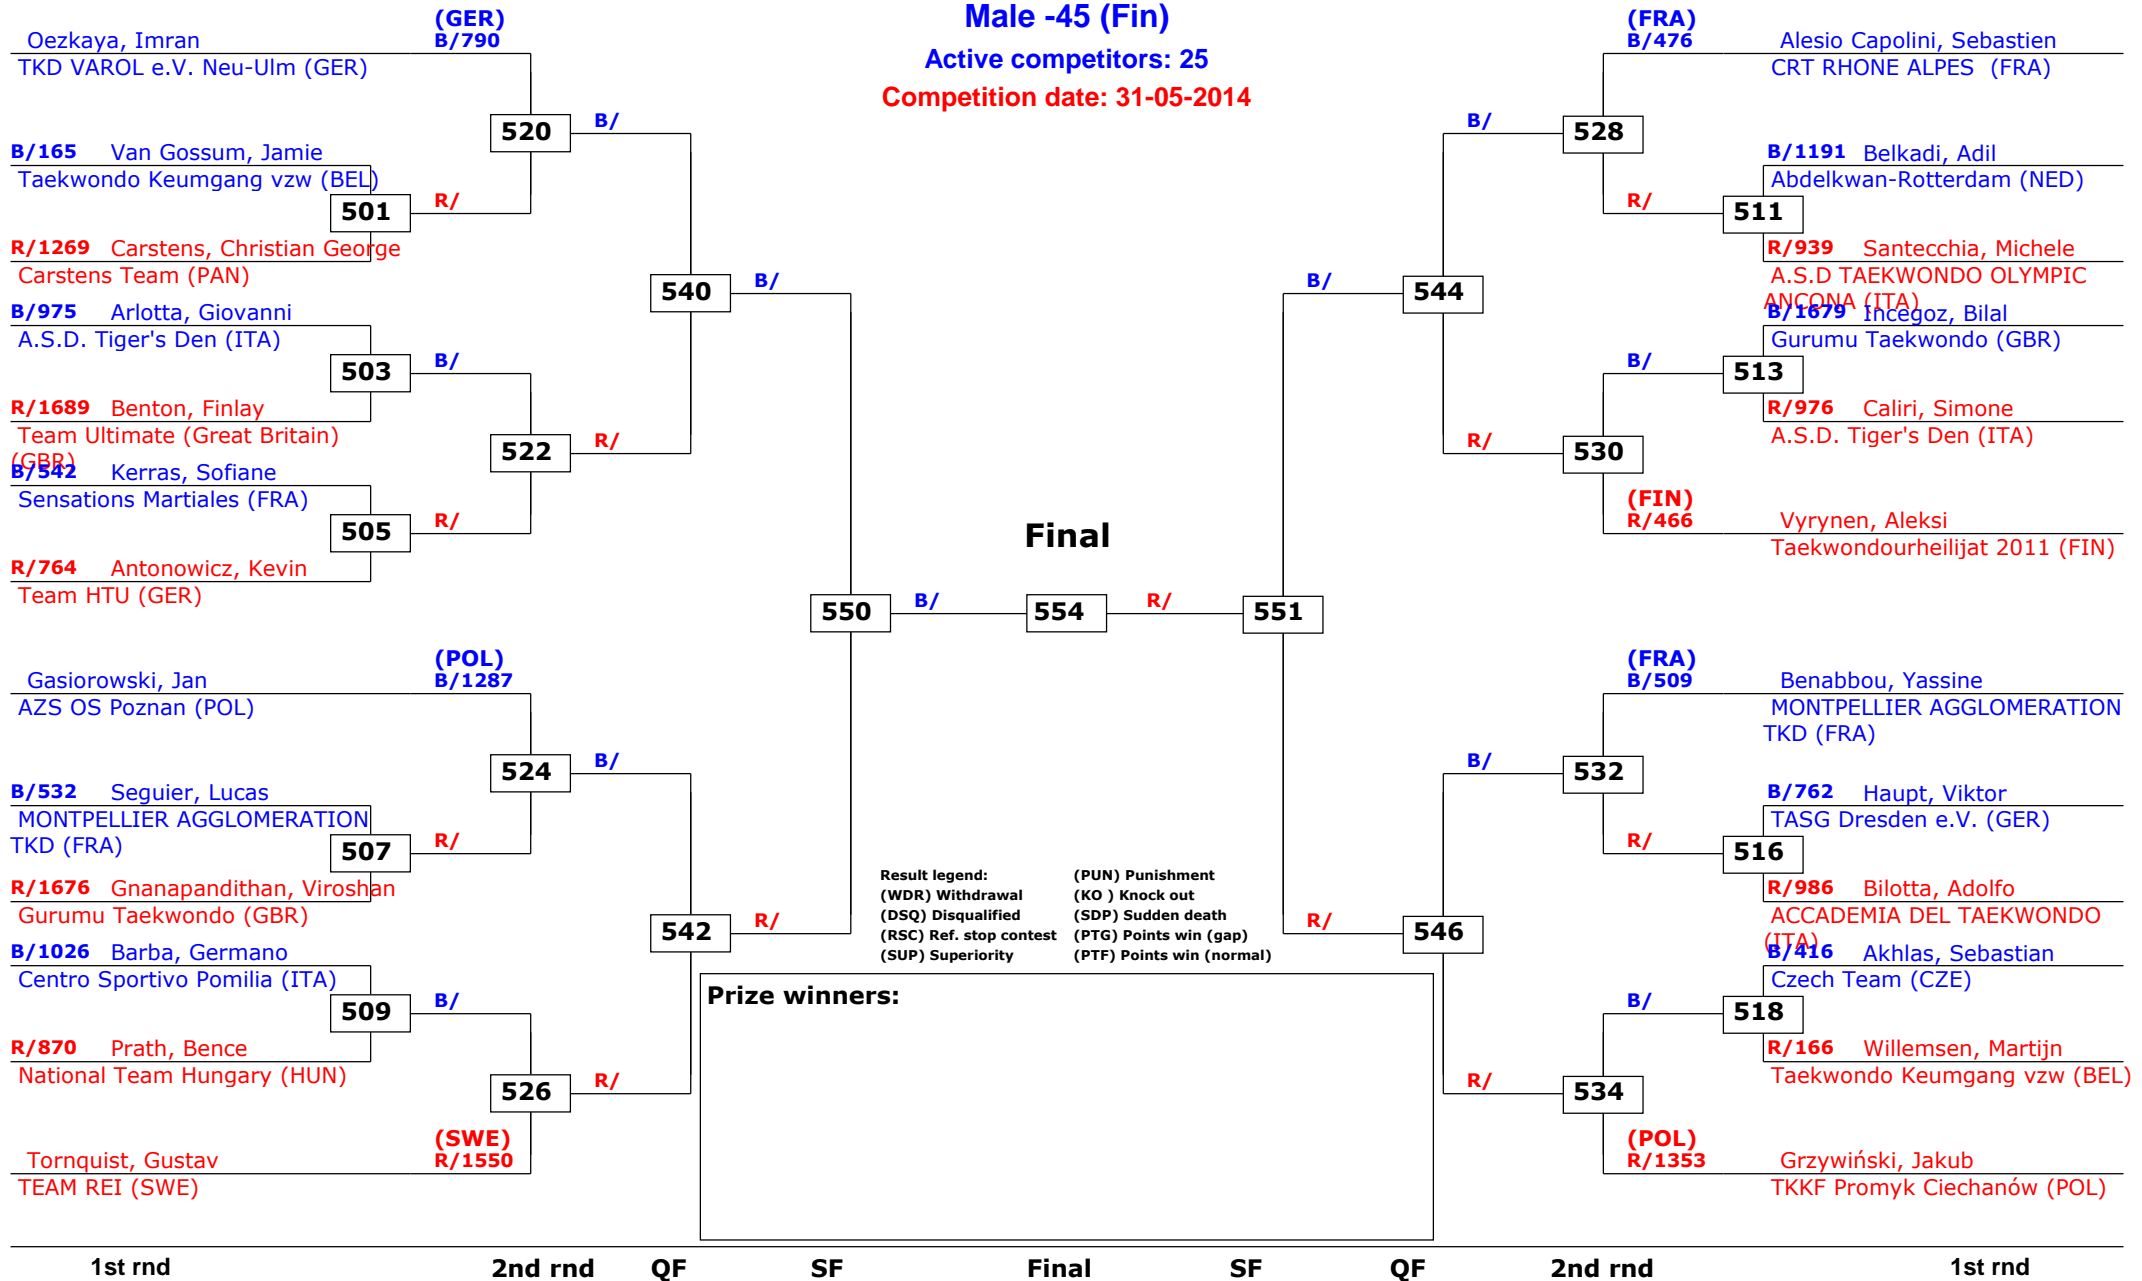 Male -45 (Fin)
Active competitors: 25
Competition date: 31-05-2014
(GER)
Oezkaya, Imran B/790
TKD VAROL e.V. Neu-Ulm (GER)
520 B/
B/165 Van Gossum, Jamie
Taekwondo Keumgang vzw (BEL)
501 R/
R/1269 Carstens, Christian George
Carstens Team (PAN)
540 B/
B/975 Arlotta, Giovanni
A.S.D. Tiger's Den (ITA)
503 B/
R/1689 Benton, Finlay
Team Ultimate (Great Britain)
(GBR)
522 R/
B/542 Kerras, Sofiane
Sensations Martiales (FRA)
505 R/
R/764 Antonowicz, Kevin
Team HTU (GER)
550 B/
(POL)
Gasiorowski, Jan B/1287
AZS OS Poznan (POL)
524 B/
B/532 Seguier, Lucas
MONTPELLIER AGGLOMERATION
TKD (FRA)
507 R/
R/1676 Gnanapandithan, Viroshan
Gurumu Taekwondo (GBR)
542 R/
B/1026 Barba, Germano
Centro Sportivo Pomilia (ITA)
509 B/
R/870 Prath, Bence
National Team Hungary (HUN)
526 R/
(SWE)
Tornquist, Gustav R/1550
TEAM REI (SWE)
Final
554 R/
(FRA)
B/476 Alesio Capolini, Sebastien
CRT RHONE ALPES (FRA)
B/ 528
B/1191 Belkadi, Adil
Abdelkwan-Rotterdam (NED)
R/ 511
R/939 Santecchia, Michele
A.S.D TAEKWONDO OLYMPIC
ANCONA (ITA)
B/ 544
B/1679 Incegoz, Bilal
Gurumu Taekwondo (GBR)
B/ 513
R/976 Caliri, Simone
A.S.D. Tiger's Den (ITA)
R/ 530
(FIN)
R/466 Vyrynen, Aleksi
Taekwondourheilijat 2011 (FIN)
551
(FRA)
B/509 Benabbou, Yassine
MONTPELLIER AGGLOMERATION
TKD (FRA)
B/ 532
B/762 Haupt, Viktor
TASG Dresden e.V. (GER)
R/ 516
R/986 Bilotta, Adolfo
ACCADEMIA DEL TAEKWONDO
(ITA)
R/ 546
B/416 Akhlas, Sebastian
Czech Team (CZE)
B/ 518
R/166 Willemsen, Martijn
Taekwondo Keumgang vzw (BEL)
R/ 534
(POL)
R/1353 Grzywiński, Jakub
TKKF Promyk Ciechanów (POL)
Result legend: (PUN) Punishment
(WDR) Withdrawal (KO ) Knock out
(DSQ) Disqualified (SDP) Sudden death
(RSC) Ref. stop contest (PTG) Points win (gap)
(SUP) Superiority (PTF) Points win (normal)
Prize winners:
1st rnd 2nd rnd QF SF Final SF QF 2nd rnd 1st rnd